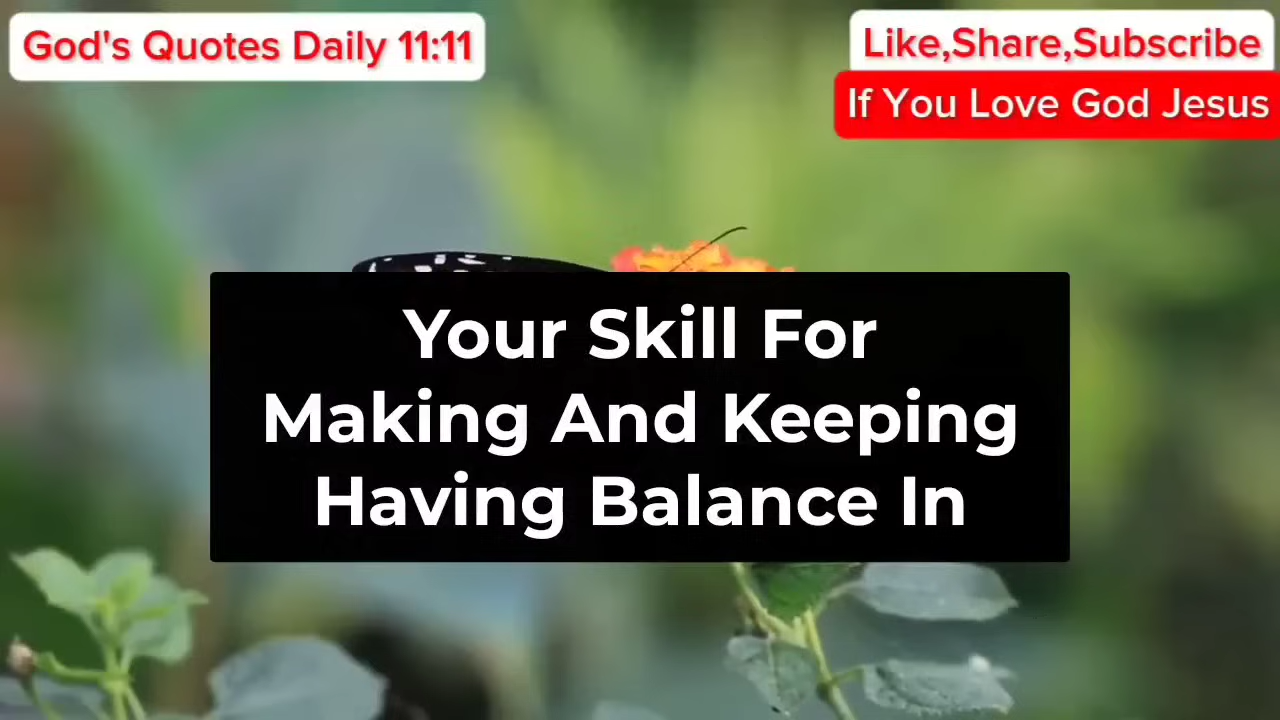 God's Quotes Daily 11:11
Like,Share,Subscribe
If You Love God Jesus
Your Skill For
Making And Keeping
Having Balance In